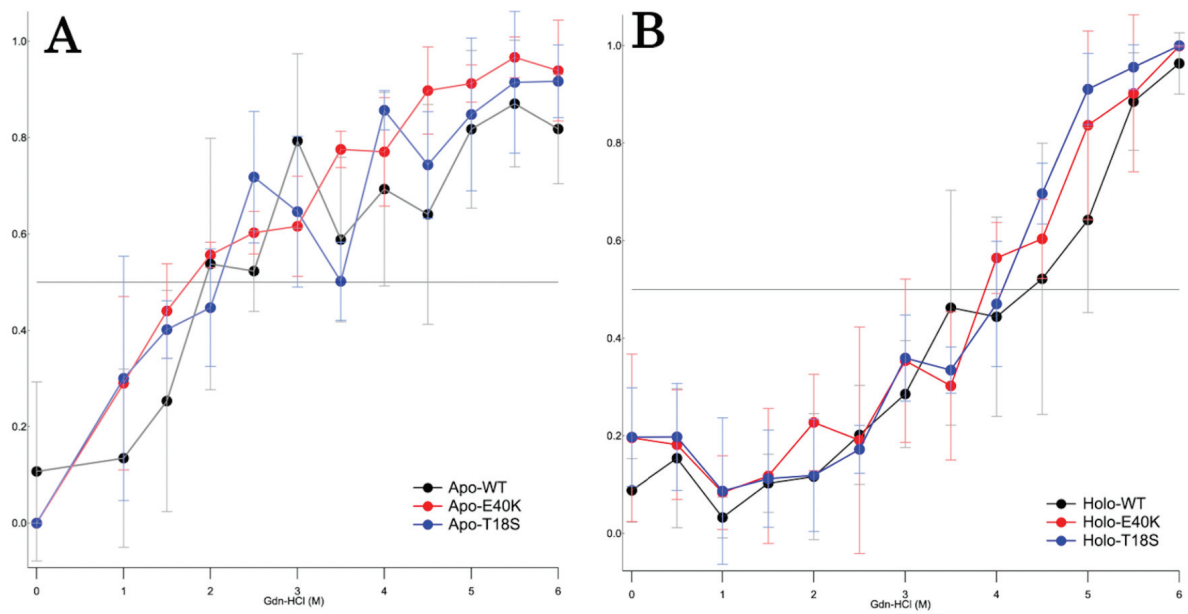 A
1.0
0.8
0.6
0.4
0.2
0.0
0 1 2 3 4 5 6
Gdn-HCl (M)
Apo-WT
Apo-E40K
Apo-T18S
B
1.0
0.8
0.6
0.4
0.2
0.0
0 1 2 3 4 5 6
Gdn-HCl (M)
Holo-WT
Holo-E40K
Holo-T18S